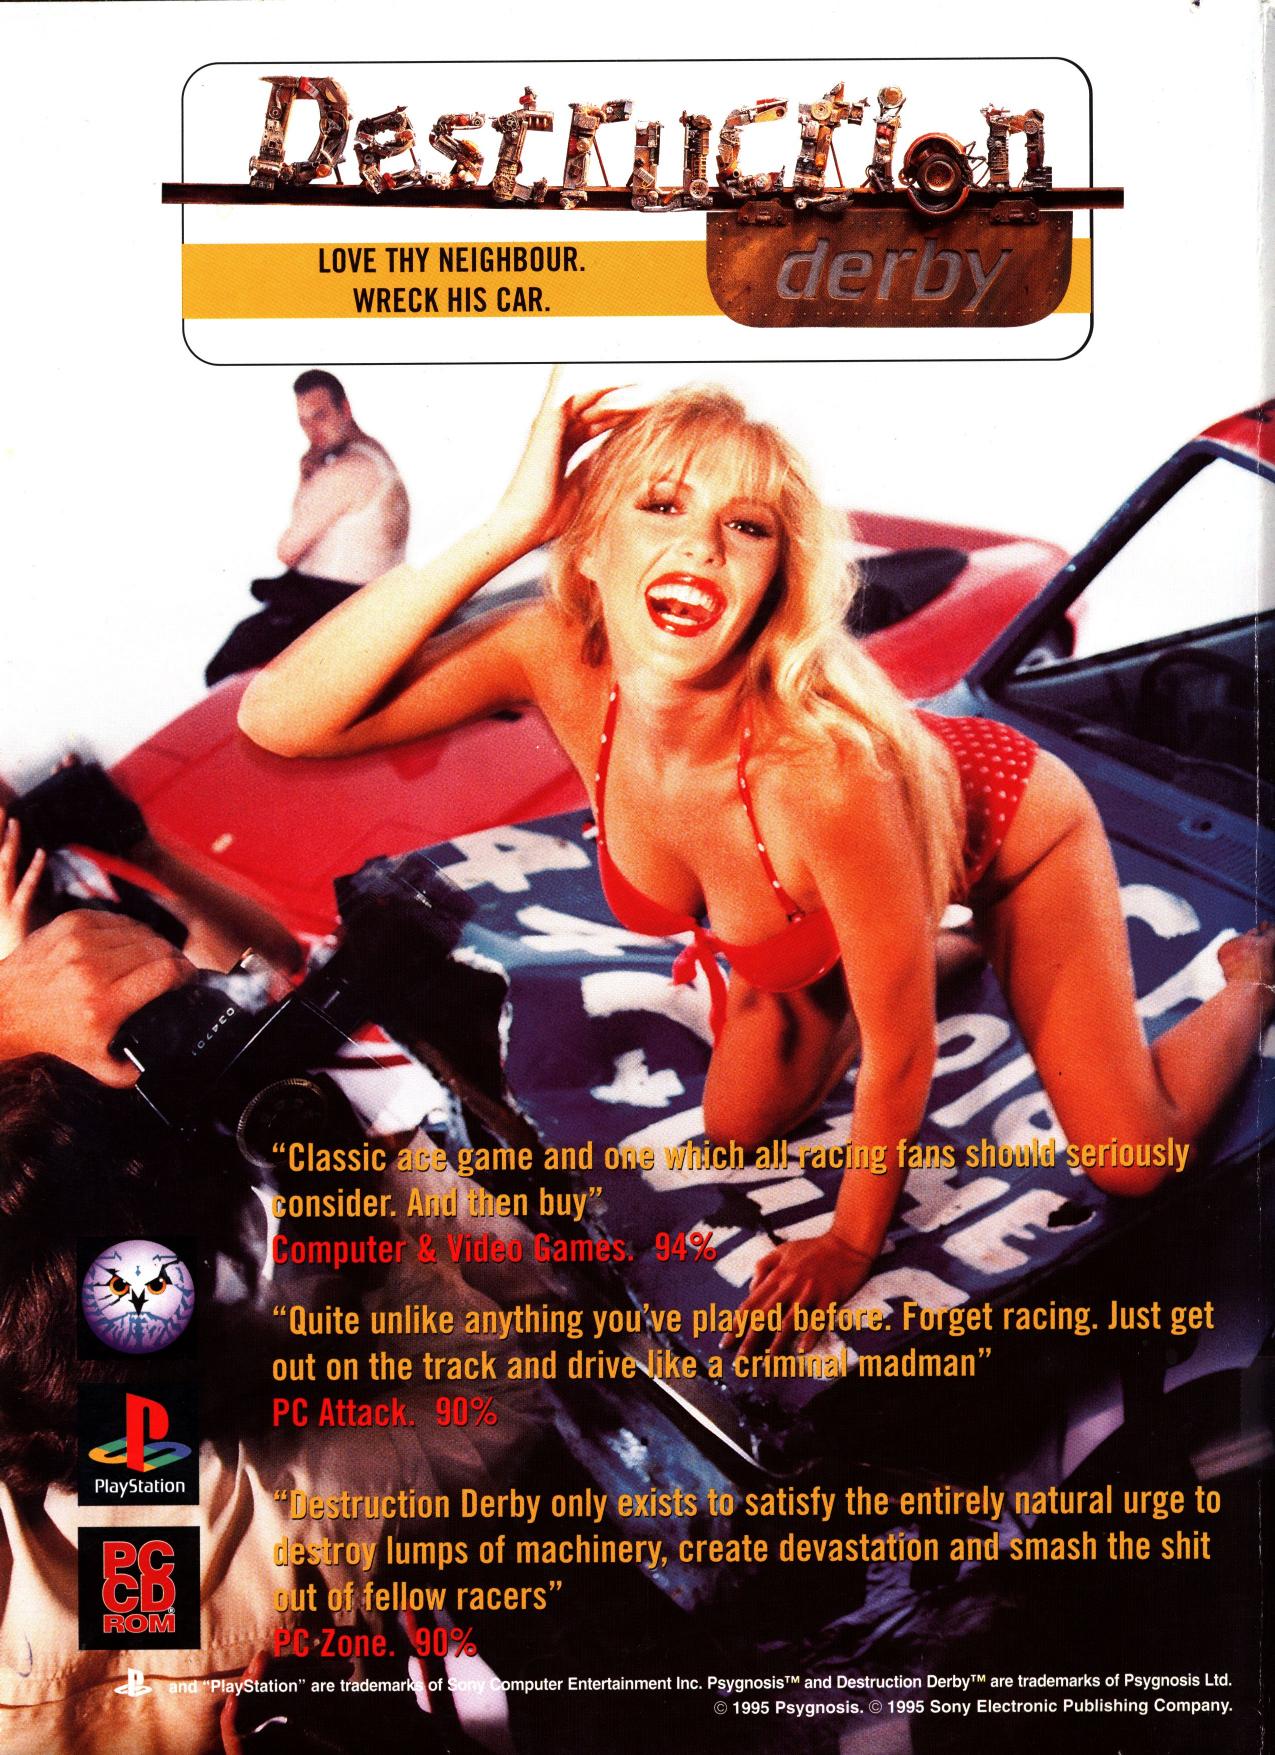 Destruction
derby
LOVE THY NEIGHBOUR.
WRECK HIS CAR.
034701
“Classic ace game and one which all racing fans should seriously
consider. And then buy”
Computer & Video Games. 94%
“Quite unlike anything you’ve played before. Forget racing. Just get
out on the track and drive like a criminal madman”
PC Attack. 90%
“Destruction Derby only exists to satisfy the entirely natural urge to
destroy lumps of machinery, create devastation and smash the shit
out of fellow racers”
PC Zone. 90%
PlayStation
PC
CD
ROM®
and “PlayStation” are trademarks of Sony Computer Entertainment Inc. Psygnosis™ and Destruction Derby™ are trademarks of Psygnosis Ltd.
© 1995 Psygnosis. © 1995 Sony Electronic Publishing Company.